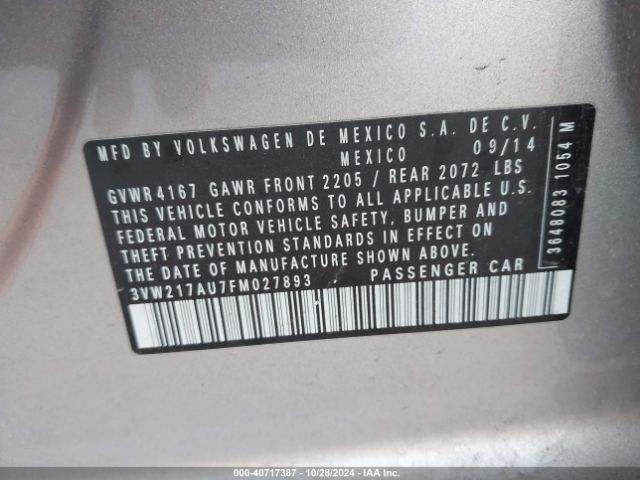 MFD BY VOLKSWAGEN DE MEXICO S.A. DE C.V.
MEXICO 09/14
GVWR 4167 GAWR FRONT 2205 / REAR 2072 LBS
THIS VEHICLE CONFORMS TO ALL APPLICABLE U.S.
FEDERAL MOTOR VEHICLE SAFETY, BUMPER AND
THEFT PREVENTION STANDARDS IN EFFECT ON
THE DATE OF MANUFACTURE SHOWN ABOVE.
3VW217AU7FM027893 PASSENGER CAR
3648083 1054 M
000-40717387 - 10/28/2024 - IAA Inc.